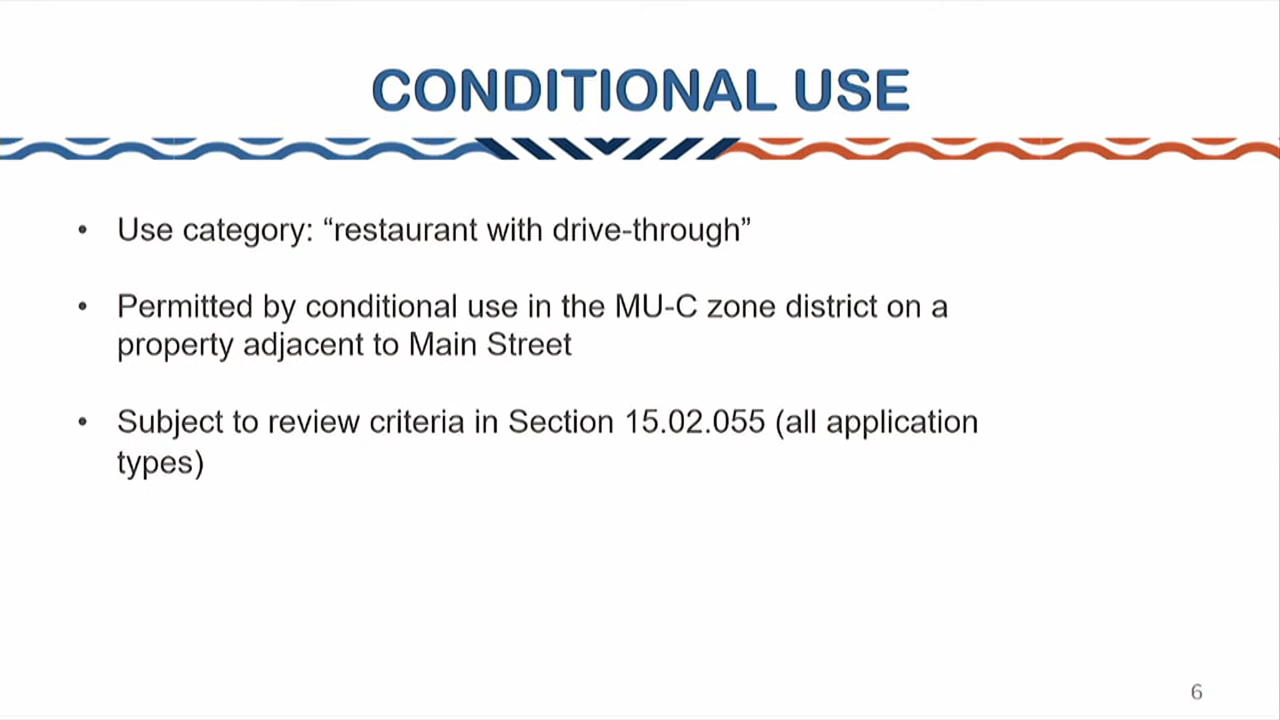 CONDITIONAL USE
• Use category: “restaurant with drive-through”
• Permitted by conditional use in the MU-C zone district on a
property adjacent to Main Street
• Subject to review criteria in Section 15.02.055 (all application
types)
6